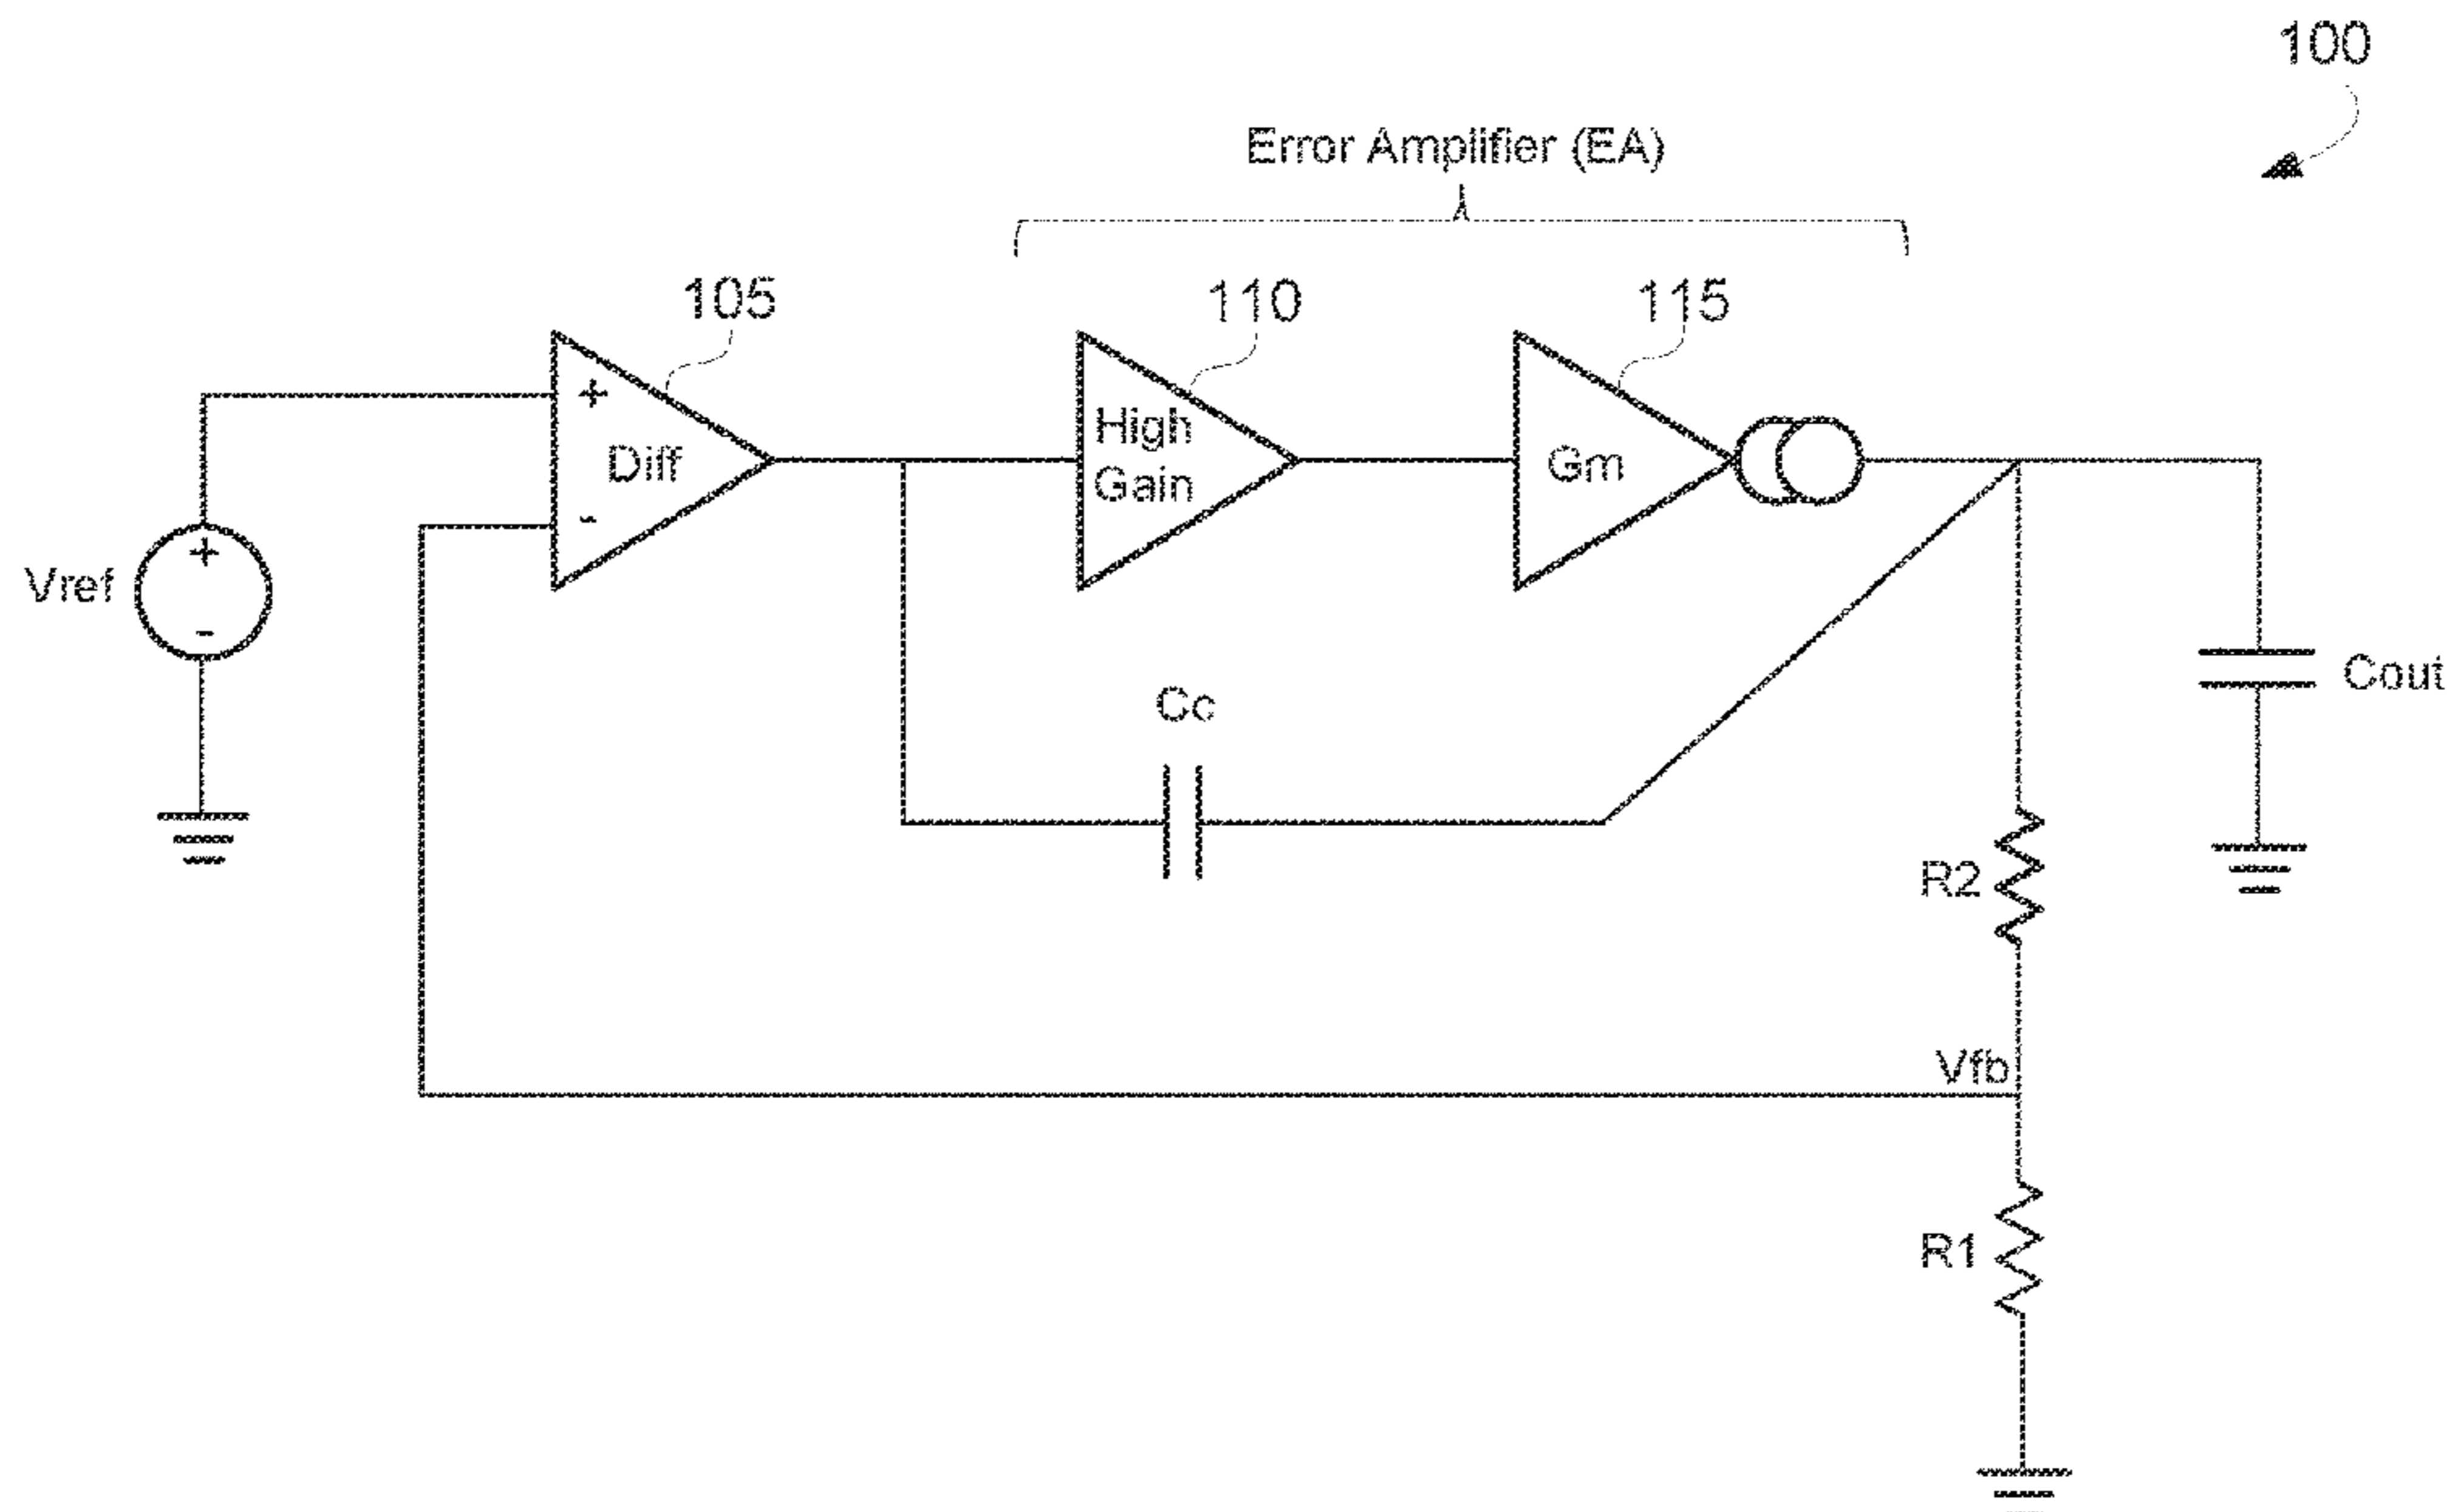 100
Error Amplifier (EA)
105
110
115
+
Diff
-
High
Gain
Gm
Vref
+
-
Cc
Cout
R2
Vfb
R1